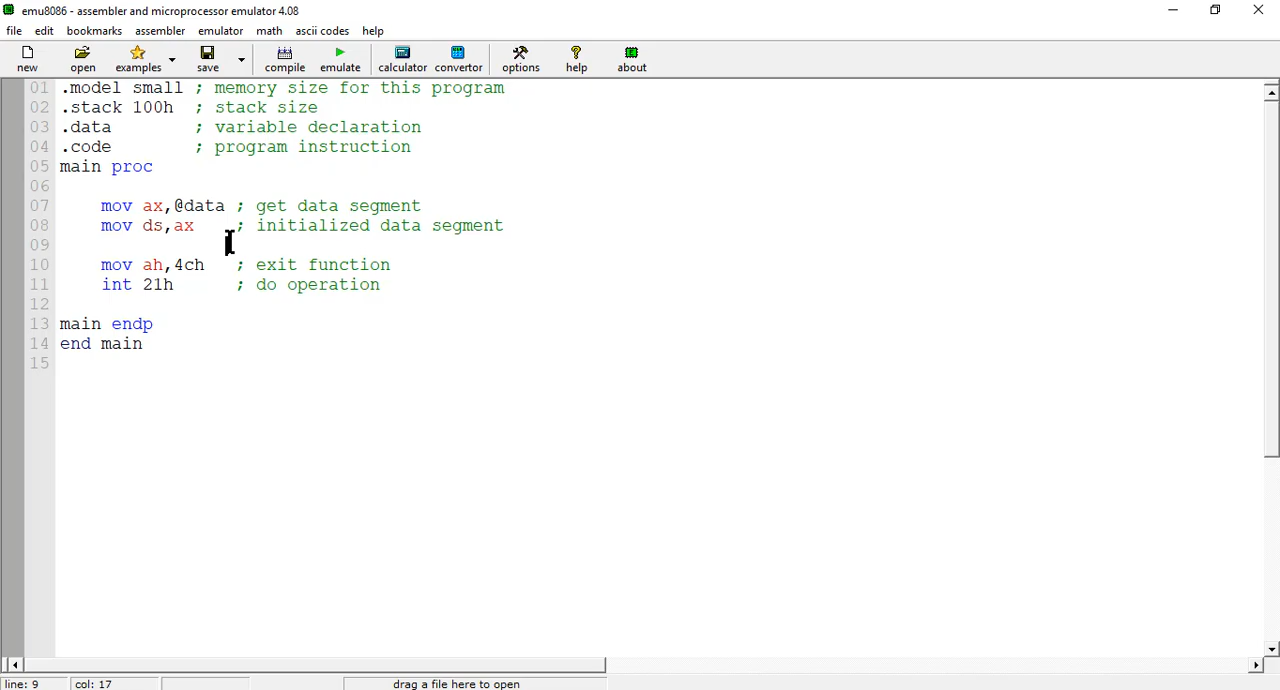 emu8086 - assembler and microprocessor emulator 4.08
file edit bookmarks assembler emulator math ascii codes help
new open examples save compile emulate calculator convertor options help about
01 .model small ; memory size for this program
02 .stack 100h  ; stack size
03 .data        ; variable declaration
04 .code        ; program instruction
05 main proc
06
07     mov ax,@data ; get data segment
08     mov ds,ax    ; initialized data segment
09
10     mov ah,4ch   ; exit function
11     int 21h      ; do operation
12
13 main endp
14 end main
15
line: 9 col: 17 drag a file here to open